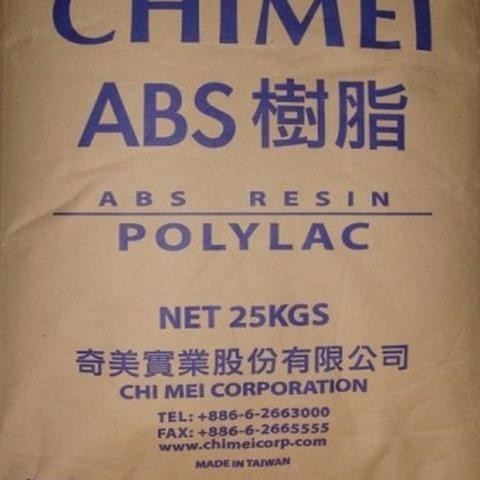 CHIMEI
ABS 樹脂
ABS RESIN
POLYLAC
NET 25KGS
奇美實業股份有限公司
CHI MEI CORPORATION
TEL: +886-6-2663000
FAX: +886-6-2665555
www.chimeicorp.com
MADE IN TAIWAN